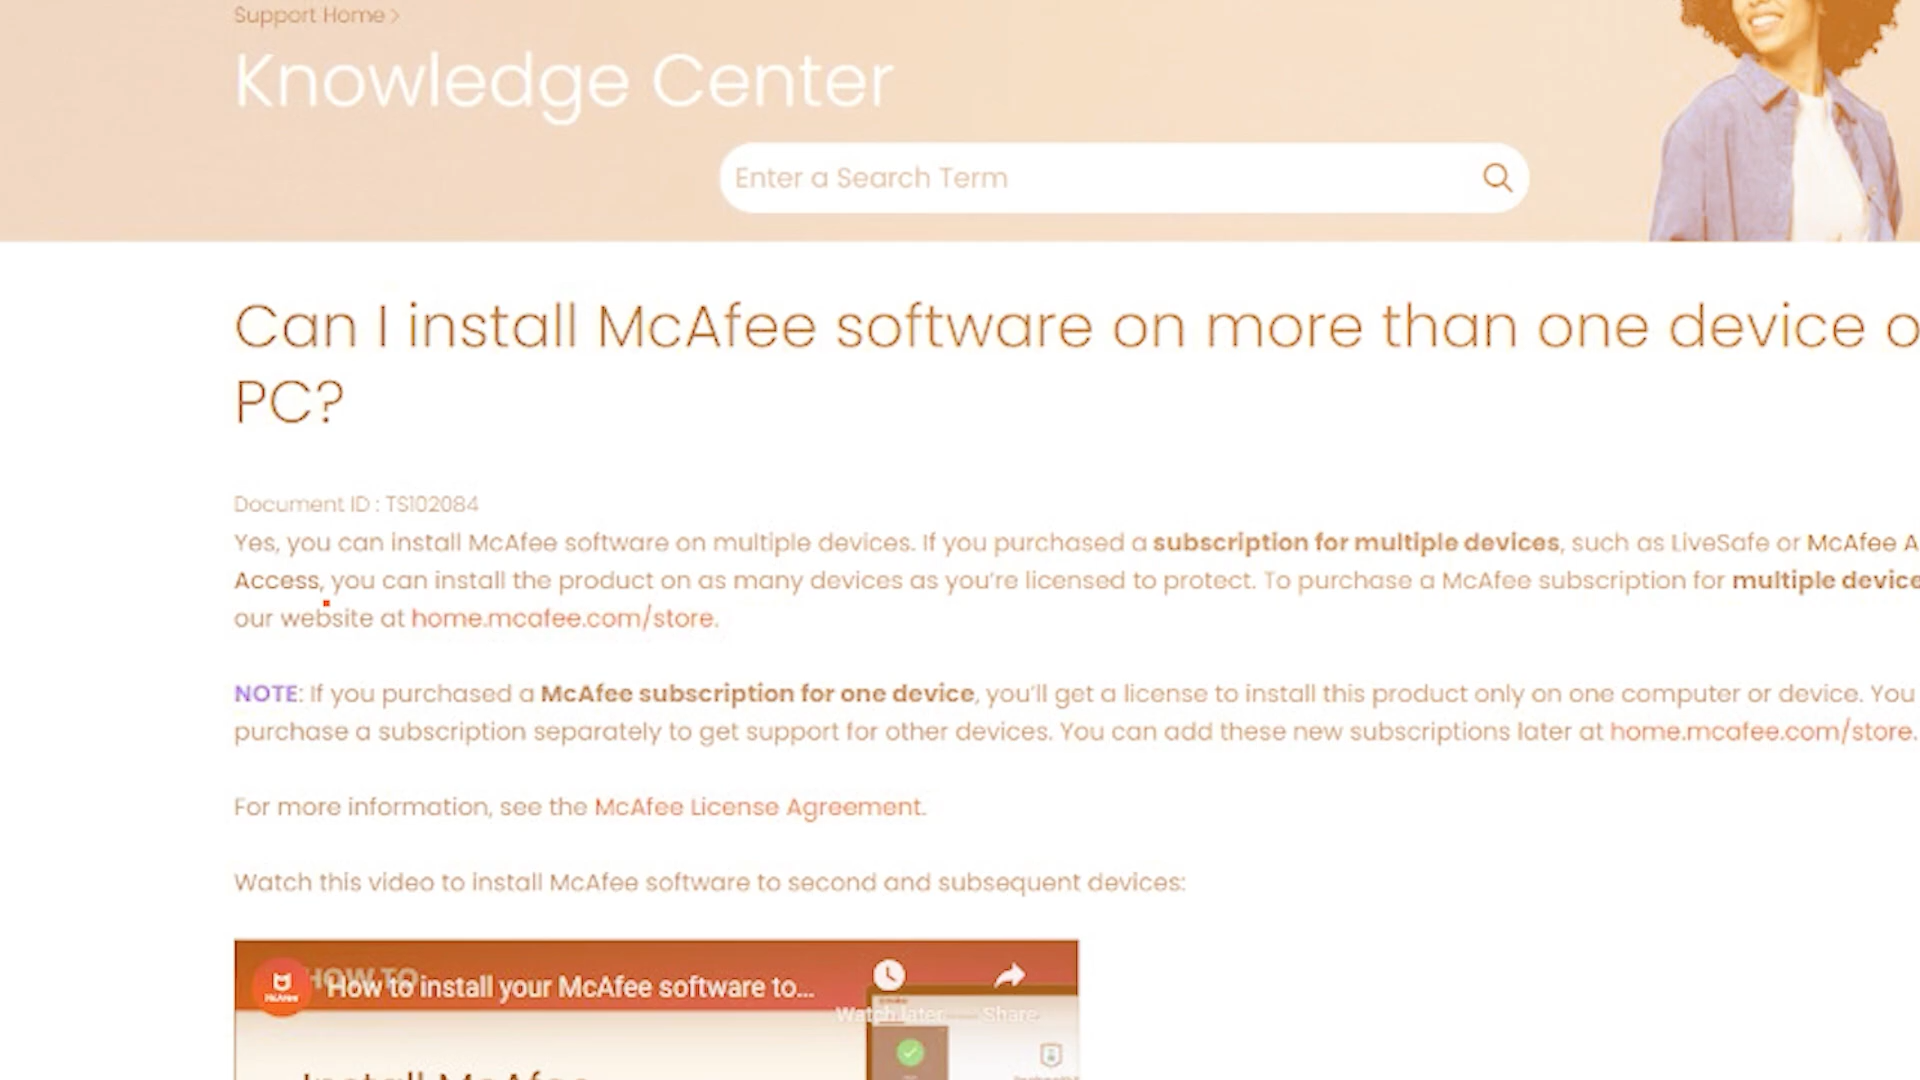 Support Home >
Knowledge Center
Enter a Search Term
Can I install McAfee software on more than one device o
PC?
Document ID : TS102084
Yes, you can install McAfee software on multiple devices. If you purchased a subscription for multiple devices, such as LiveSafe or McAfee A
Access, you can install the product on as many devices as you're licensed to protect. To purchase a McAfee subscription for multiple device
our website at home.mcafee.com/store.
NOTE: If you purchased a McAfee subscription for one device, you'll get a license to install this product only on one computer or device. You
purchase a subscription separately to get support for other devices. You can add these new subscriptions later at home.mcafee.com/store.
For more information, see the McAfee License Agreement.
Watch this video to install McAfee software to second and subsequent devices:
HOW TO
McAfee
How to install your McAfee software to...
Watch later
Share
Install McAfee